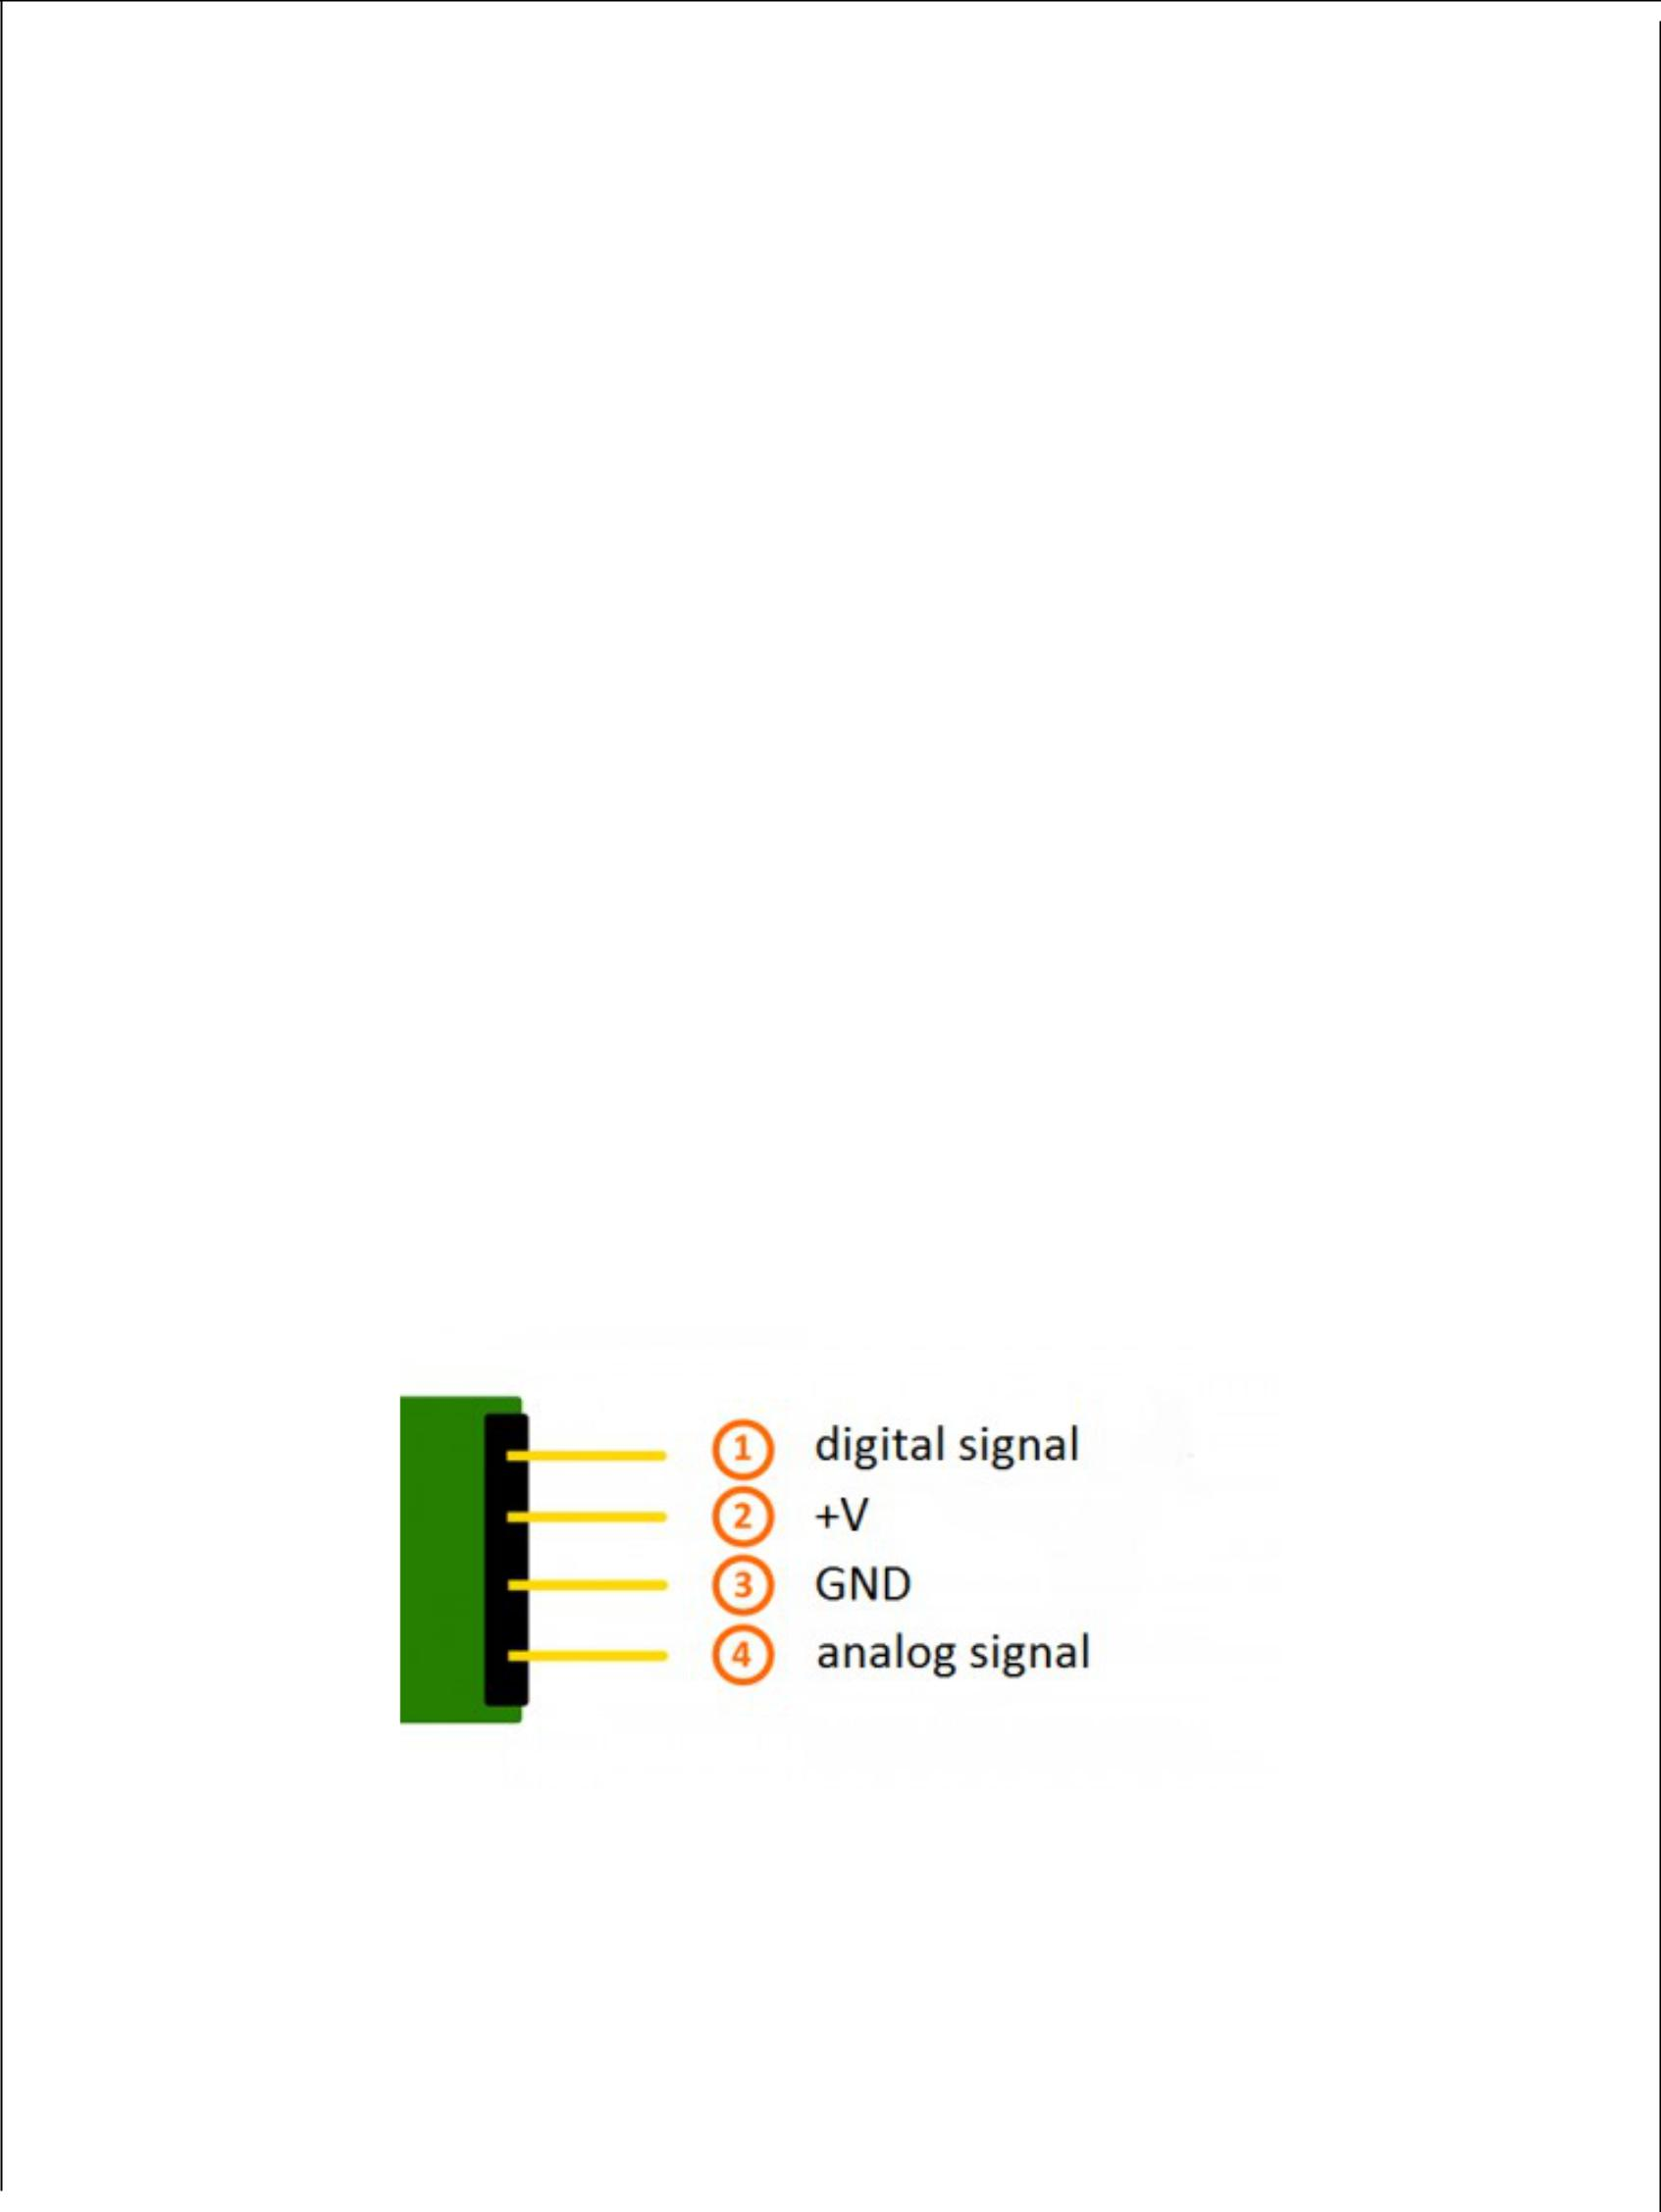 1 digital signal
2 +V
3 GND
4 analog signal